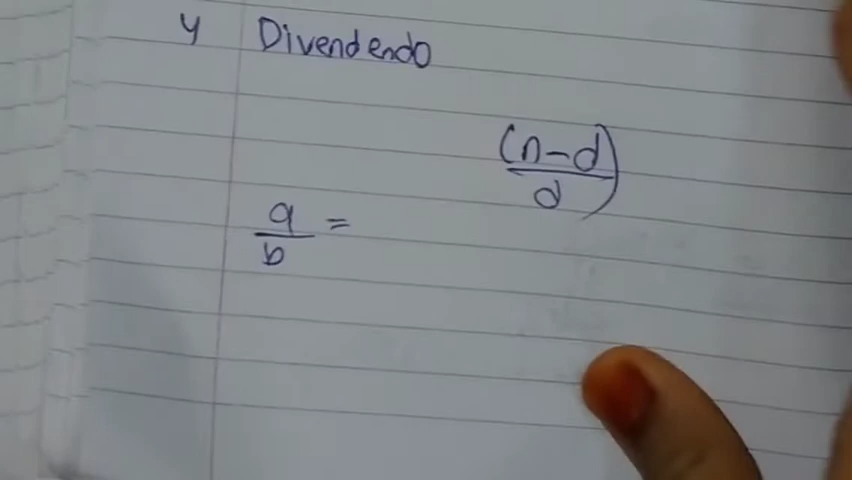 4 Divendendo
(n-d)
d
a =
b